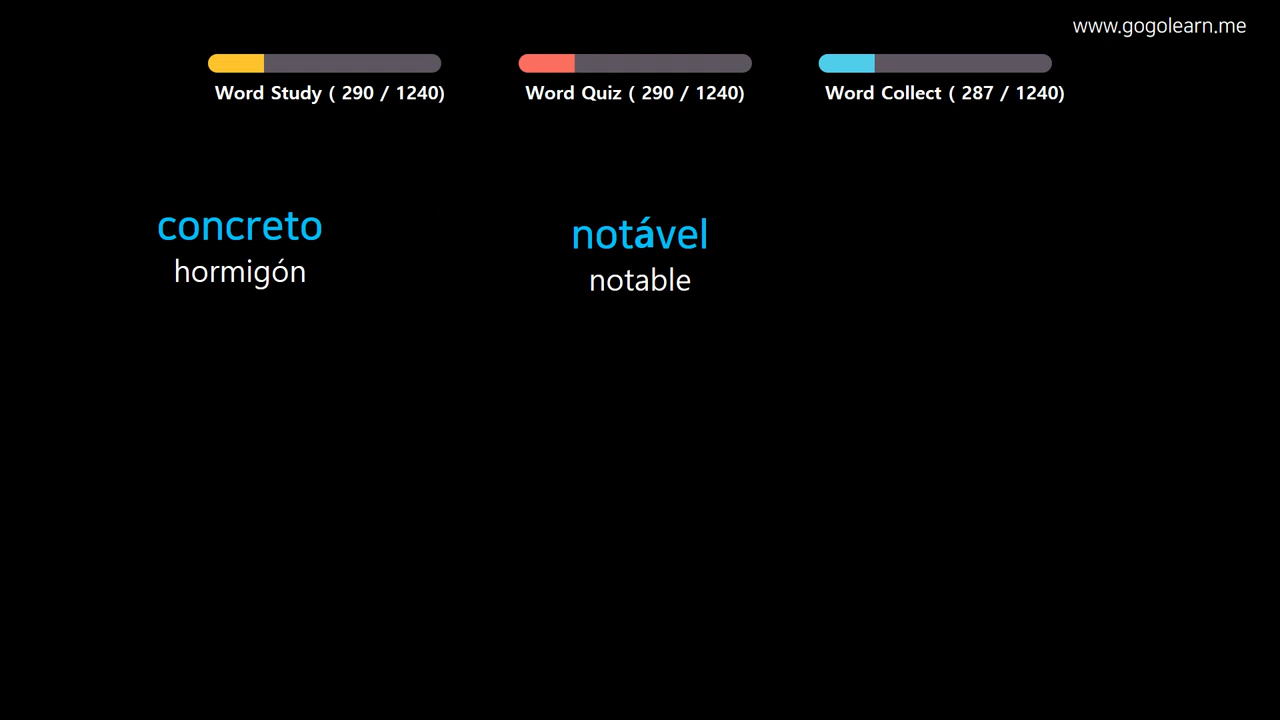 www.gogolearn.me
Word Study ( 290 / 1240)
Word Quiz ( 290 / 1240)
Word Collect ( 287 / 1240)
concreto
hormigón
notável
notable